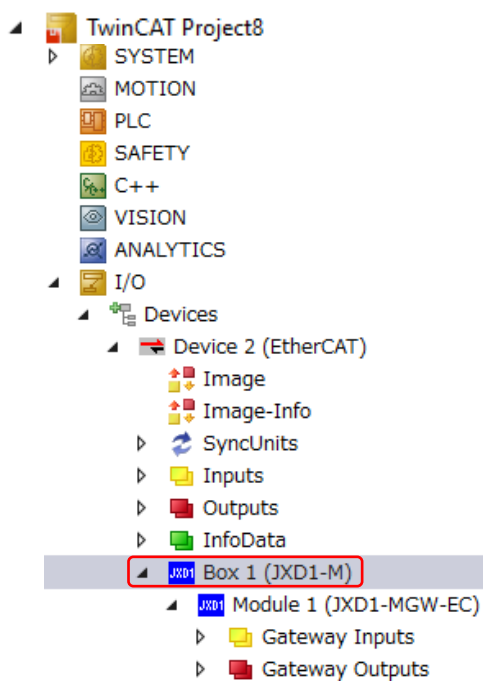 TwinCAT Project8
SYSTEM
MOTION
PLC
SAFETY
C++
VISION
ANALYTICS
I/O
Devices
Device 2 (EtherCAT)
Image
Image-Info
SyncUnits
Inputs
Outputs
InfoData
JXD1 Box 1 (JXD1-M)
JXD1 Module 1 (JXD1-MGW-EC)
Gateway Inputs
Gateway Outputs